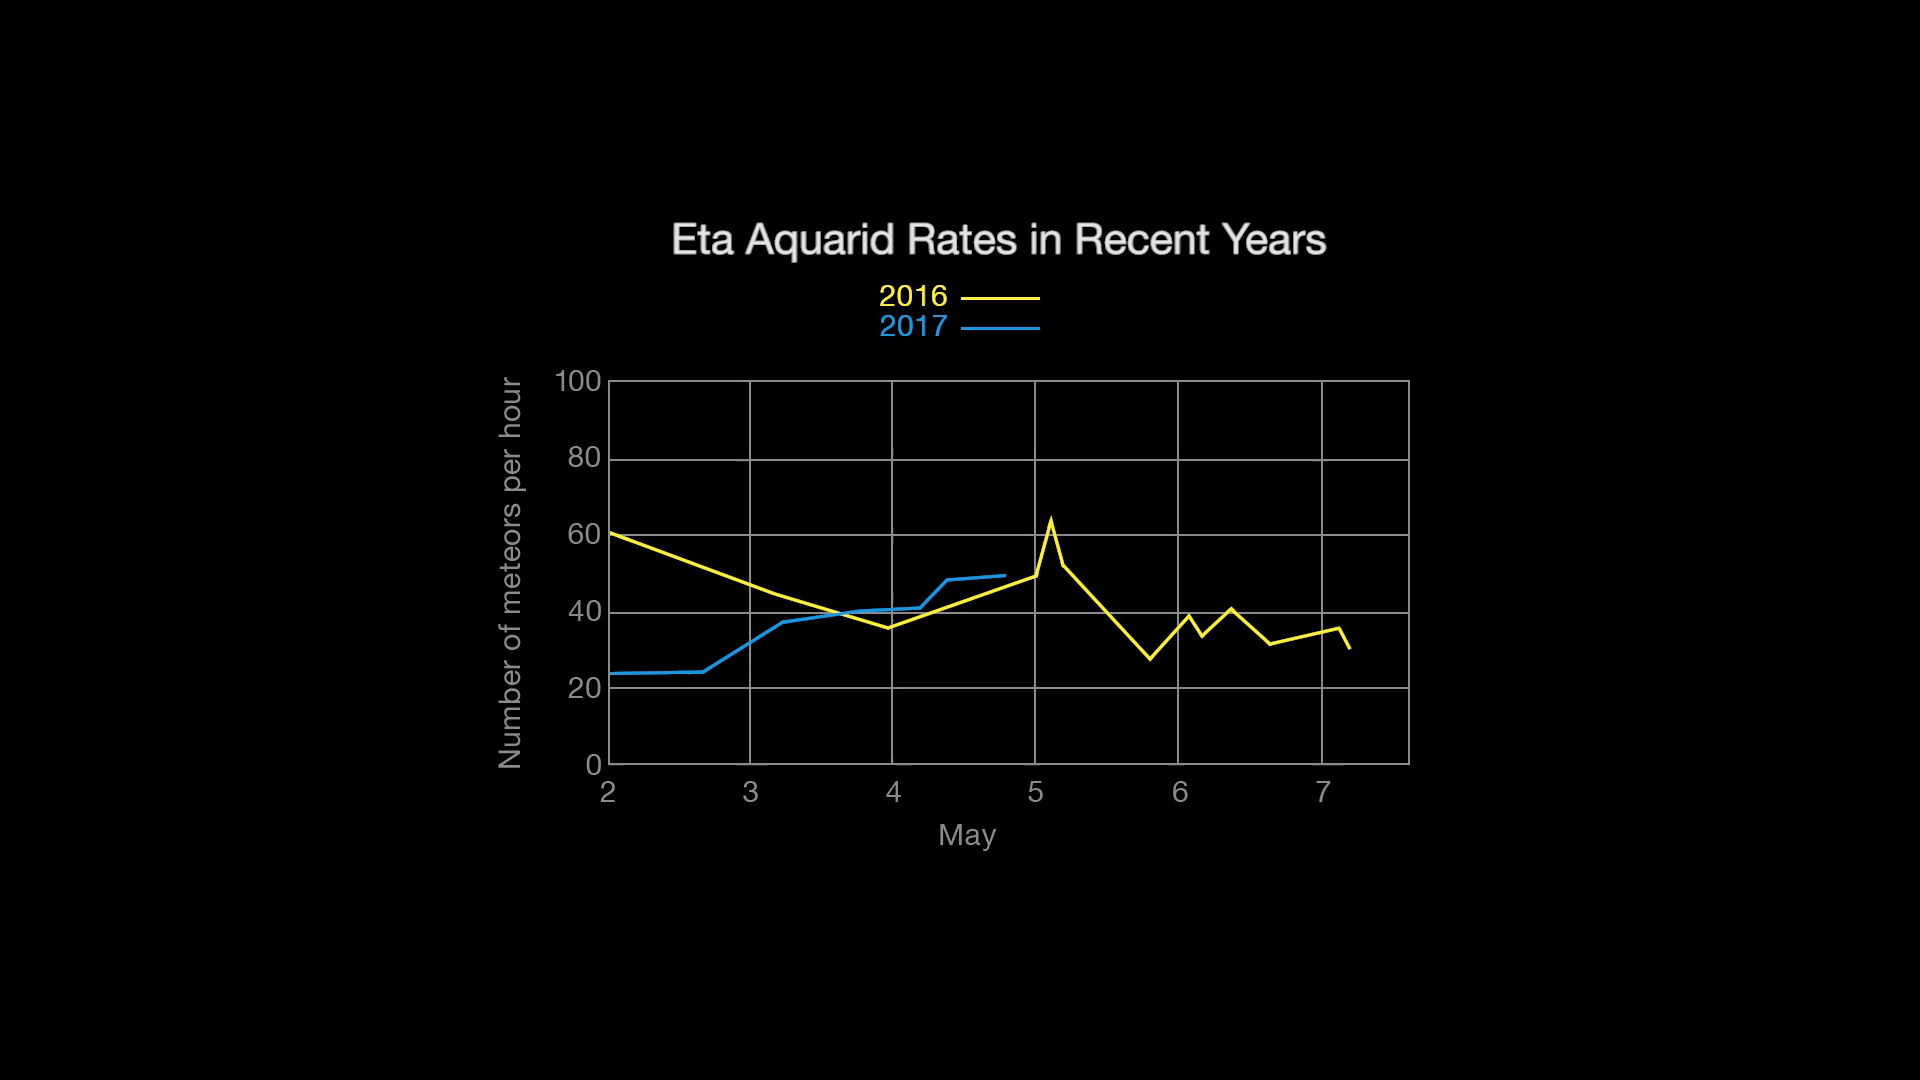 Eta Aquarid Rates in Recent Years
2016
2017
Number of meteors per hour
100
80
60
40
20
0
2 3 4 5 6 7
May